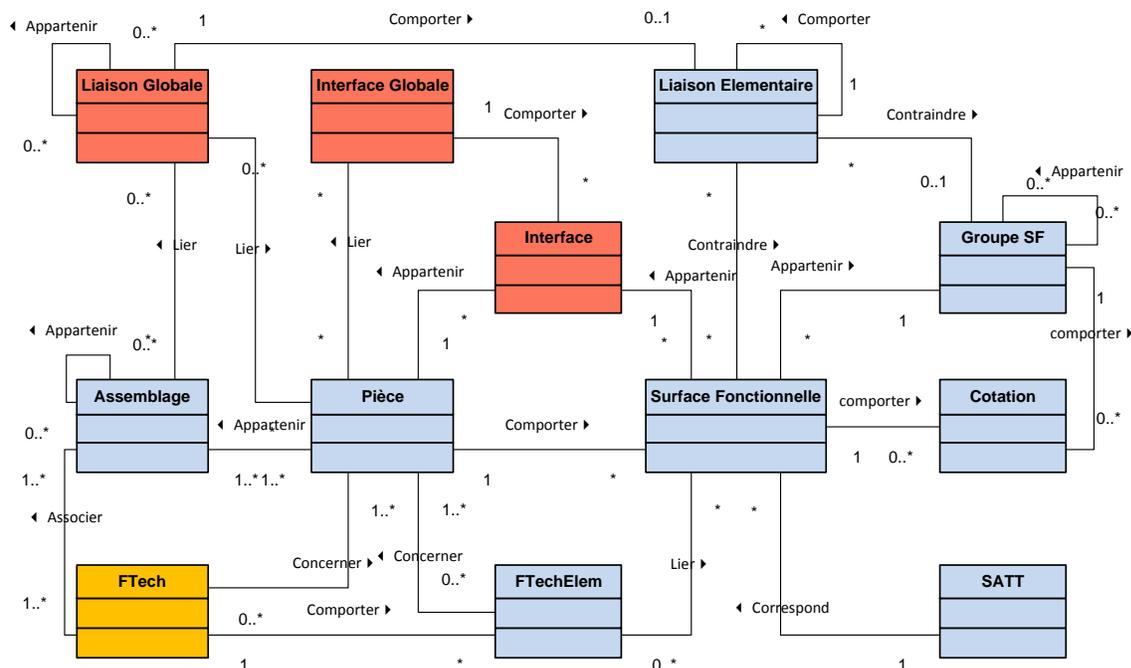 1 Comporter 0..1 Comporter
Appartenir 0..* *
Liaison Globale Interface Globale Liaison Elementaire
1 Comporter 1 Contraindre
0..* 0..* * * Appartenir
0..* * * 0..1 0..* 0..*
Interface Groupe SF
Lier Lier Lier Contraindre
Appartenir Appartenir Appartenir
* 1 1 1
Appartenir 0..* * * 1 * * * comporter
Assemblage Pièce Surface Fonctionnelle Cotation
comporter
0..* Appartenir * Comporter 0..*
1 0..*
1..* 1..* 1..* 1 *
Associer 1..* 1..* * *
Concerner Concerner Lier
FTech FTechElem SATT
0..*
1..* 0..* Comporter Correspond
1 * 0..* 1